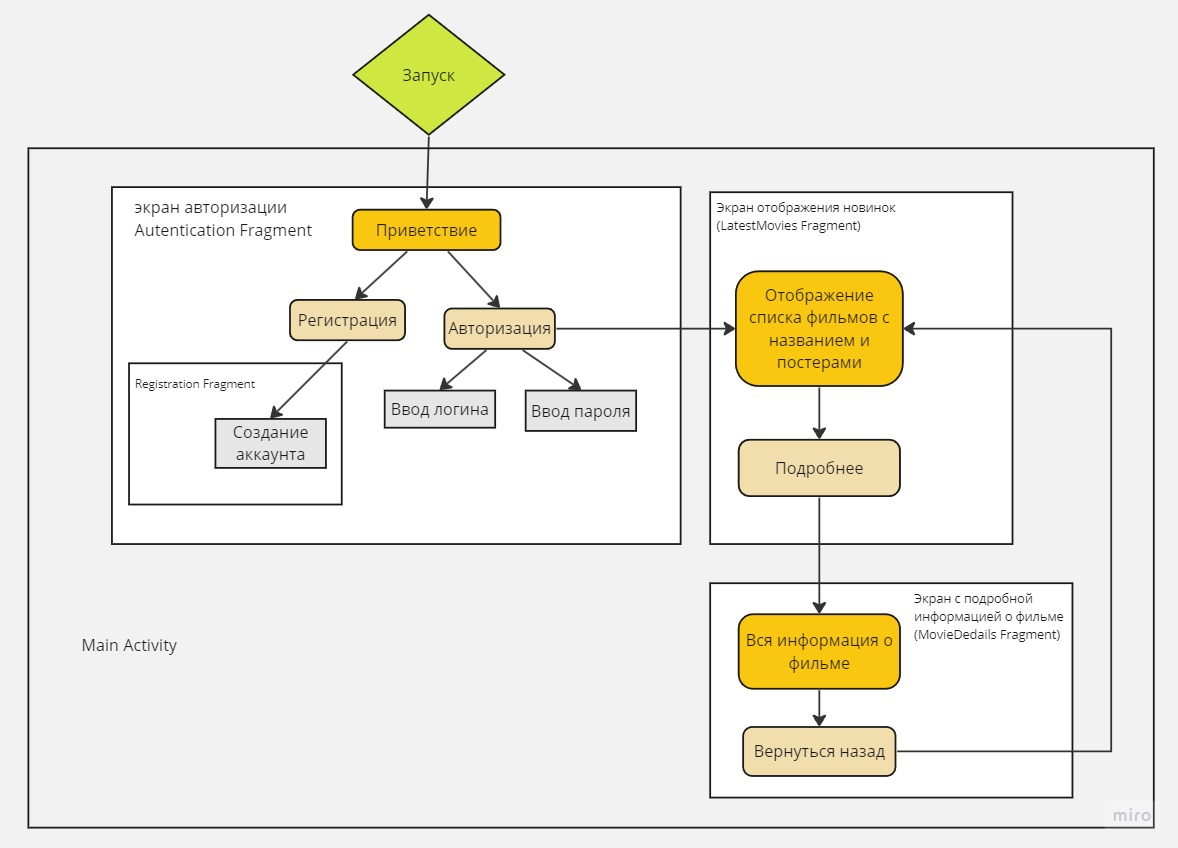 Запуск
экран авторизации
Autentication Fragment
Приветствие
Регистрация
Авторизация
Registration Fragment
Создание
аккаунта
Ввод логина
Ввод пароля
Экран отображения новинок
(LatestMovies Fragment)
Отображение
списка фильмов с
названием и
постерами
Подробнее
Экран с подробной
информацией о фильме
(MovieDedails Fragment)
Вся информация о
фильме
Вернуться назад
Main Activity
miro